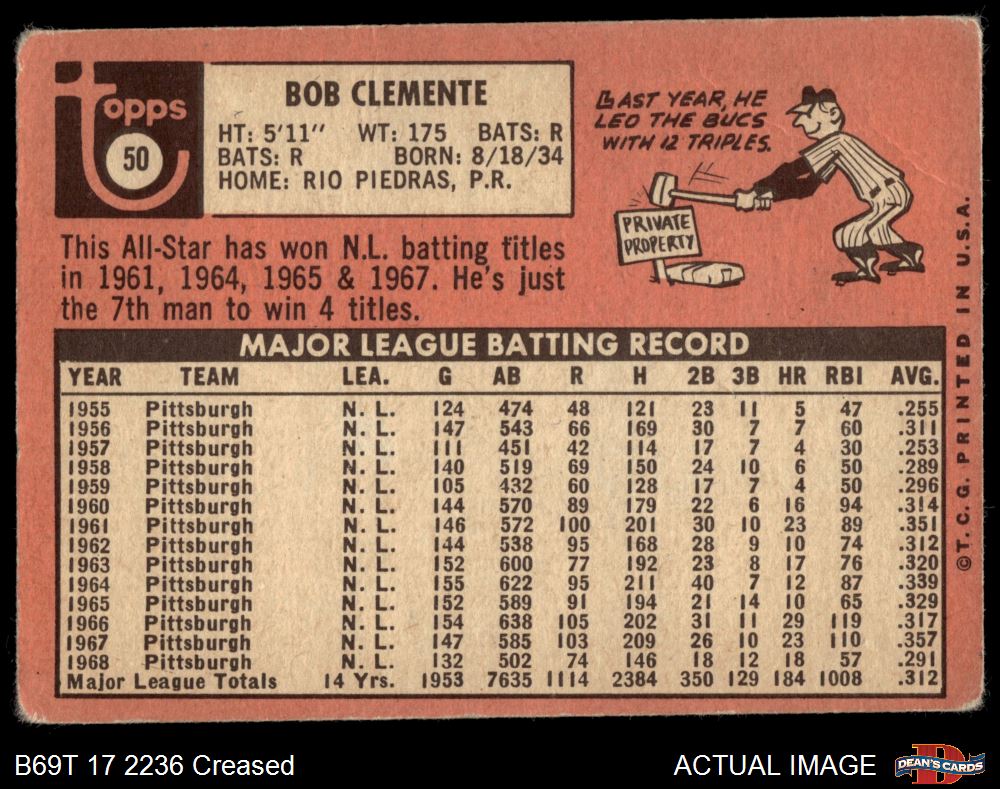 Topps
50
BOB CLEMENTE
HT: 5'11" WT: 175 BATS: R
BATS: R BORN: 8/18/34
HOME: RIO PIEDRAS, P.R.
LAST YEAR, HE
LED THE BUCS
WITH 12 TRIPLES.
PRIVATE
PROPERTY
This All-Star has won N.L. batting titles
in 1961, 1964, 1965 & 1967. He's just
the 7th man to win 4 titles.
MAJOR LEAGUE BATTING RECORD
YEAR TEAM LEA. G AB R H 2B 3B HR RBI AVG.
1955 Pittsburgh N. L. 124 474 48 121 23 11 5 47 .255
1956 Pittsburgh N. L. 147 543 66 169 30 7 7 60 .311
1957 Pittsburgh N. L. 111 451 42 114 17 7 4 30 .253
1958 Pittsburgh N. L. 140 519 69 150 24 10 6 50 .289
1959 Pittsburgh N. L. 105 432 60 128 17 7 4 50 .296
1960 Pittsburgh N. L. 144 570 89 179 22 6 16 94 .314
1961 Pittsburgh N. L. 146 572 100 201 30 10 23 89 .351
1962 Pittsburgh N. L. 144 538 95 168 28 9 10 74 .312
1963 Pittsburgh N. L. 152 600 77 192 23 8 17 76 .320
1964 Pittsburgh N. L. 155 622 95 211 40 7 12 87 .339
1965 Pittsburgh N. L. 152 589 91 194 21 14 10 65 .329
1966 Pittsburgh N. L. 154 638 105 202 31 11 29 119 .317
1967 Pittsburgh N. L. 147 585 103 209 26 10 23 110 .357
1968 Pittsburgh N. L. 132 502 74 146 18 12 18 57 .291
Major League Totals 14 Yrs. 1953 7635 1114 2384 350 129 184 1008 .312
©T.C.G. PRINTED IN U.S.A.
B69T 17 2236 Creased
ACTUAL IMAGE
D
DEAN'S CARDS